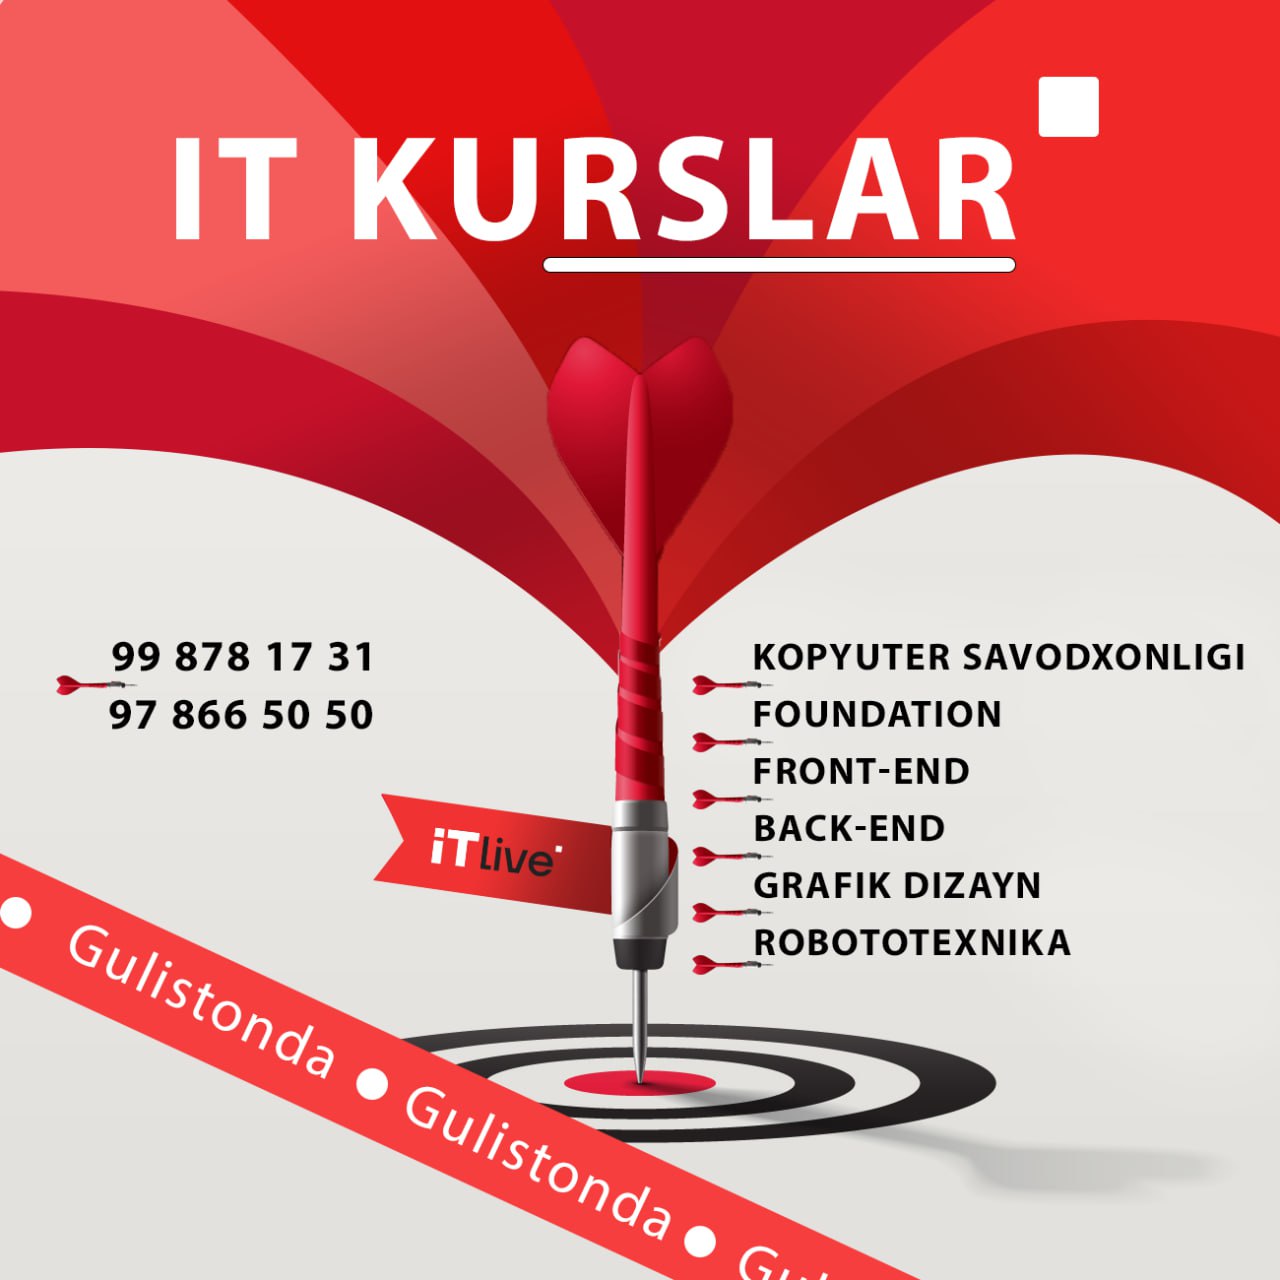 IT KURSLAR
99 878 17 31
97 866 50 50
KOPYUTER SAVODXONLIGI
FOUNDATION
FRONT-END
BACK-END
GRAFIK DIZAYN
ROBOTOTEXNIKA
iTlive
Gulistonda • Gulistonda •